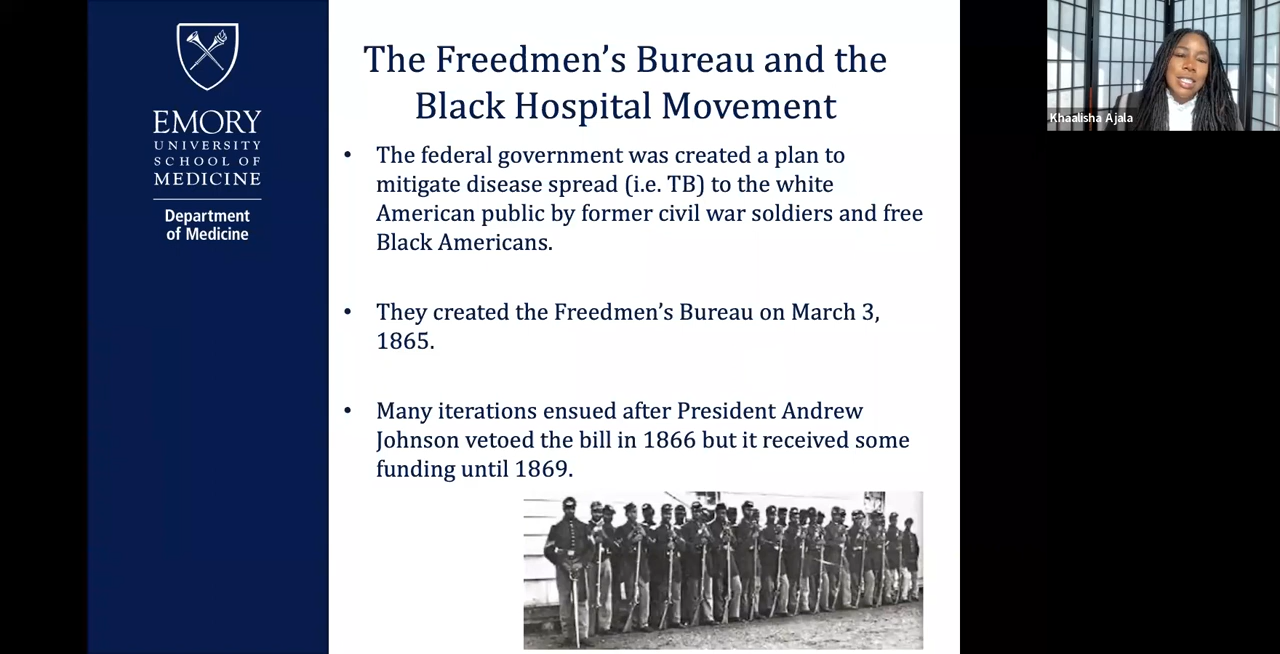 EMORY
UNIVERSITY
SCHOOL OF
MEDICINE
Department
of Medicine
The Freedmen’s Bureau and the
Black Hospital Movement
• The federal government was created a plan to
mitigate disease spread (i.e. TB) to the white
American public by former civil war soldiers and free
Black Americans.
• They created the Freedmen’s Bureau on March 3,
1865.
• Many iterations ensued after President Andrew
Johnson vetoed the bill in 1866 but it received some
funding until 1869.
Khaalisha Ajala